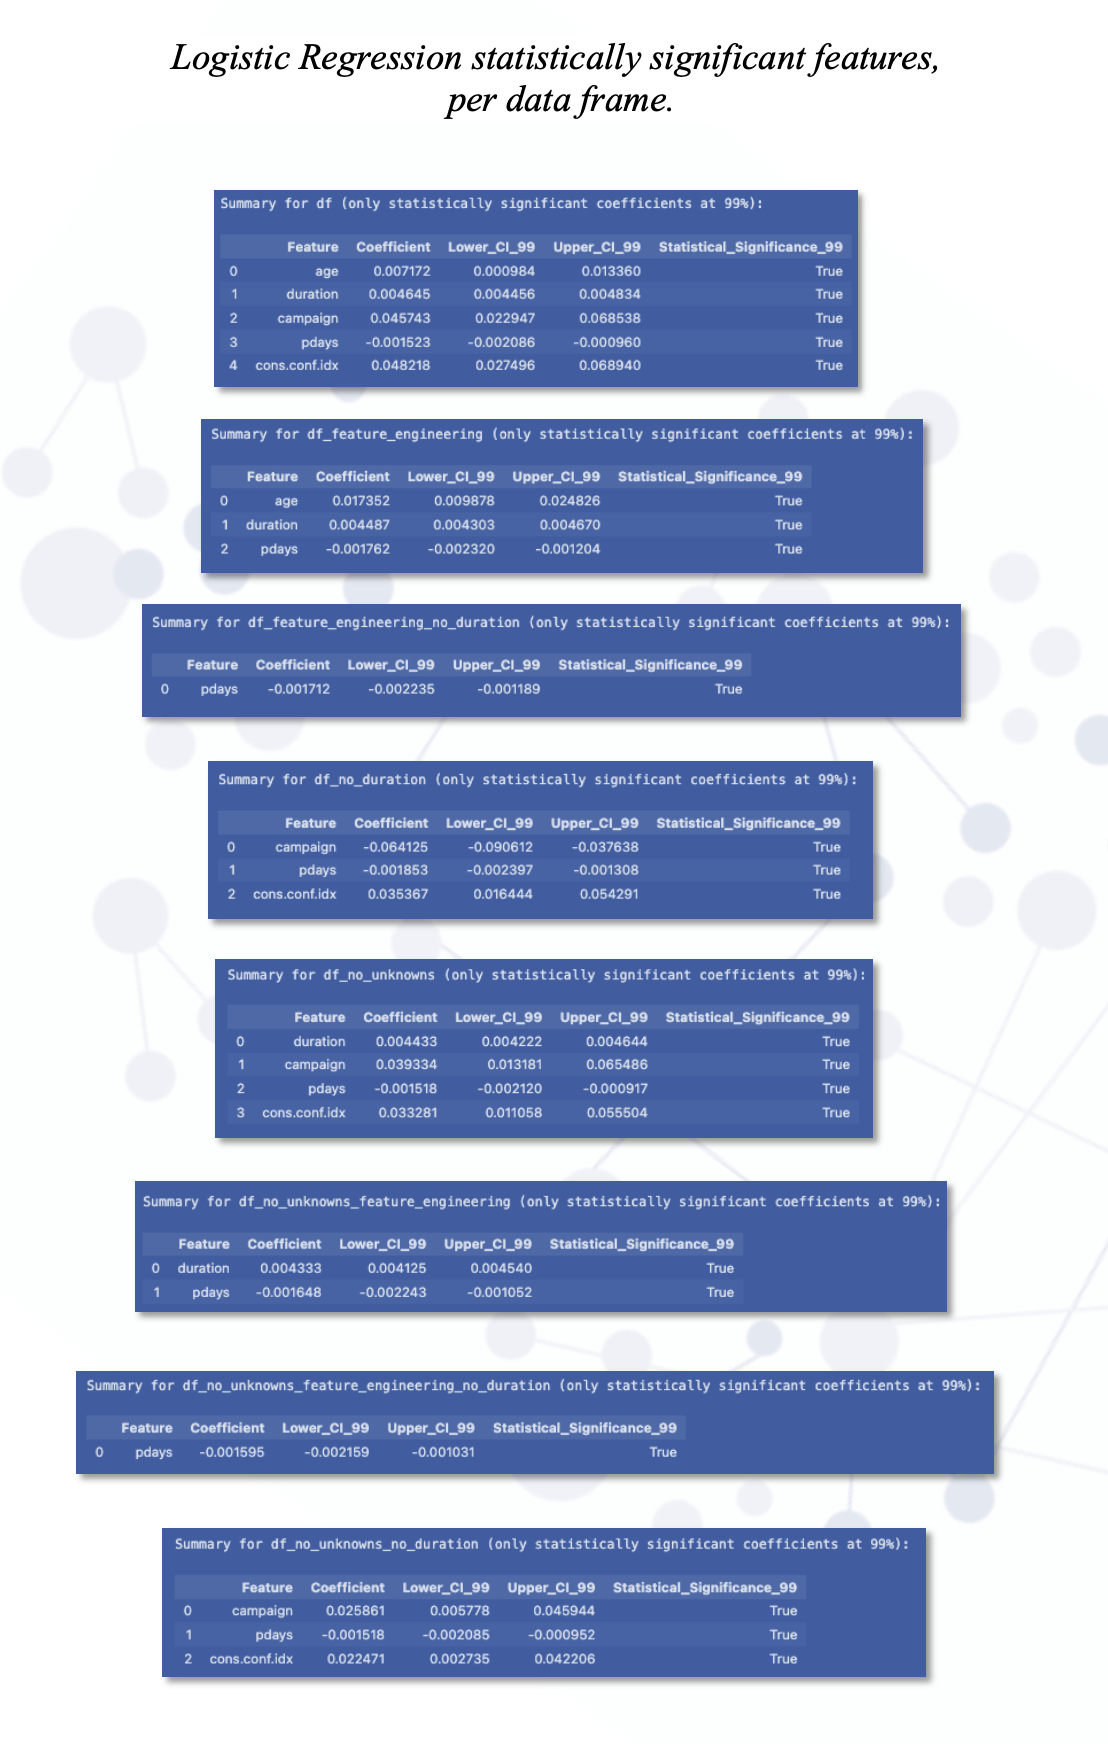 Logistic Regression statistically significant features,
per data frame.
Summary for df (only statistically significant coefficients at 99%):
Feature Coefficient Lower_CI_99 Upper_CI_99 Statistical_Significance_99
0 age 0.007172 0.000984 0.013360 True
1 duration 0.004645 0.004456 0.004834 True
2 campaign 0.045743 0.022947 0.068538 True
3 pdays -0.001523 -0.002086 -0.000960 True
4 cons.conf.idx 0.048218 0.027496 0.068940 True
Summary for df_feature_engineering (only statistically significant coefficients at 99%):
Feature Coefficient Lower_CI_99 Upper_CI_99 Statistical_Significance_99
0 age 0.017352 0.009878 0.024826 True
1 duration 0.004487 0.004303 0.004670 True
2 pdays -0.001762 -0.002320 -0.001204 True
Summary for df_feature_engineering_no_duration (only statistically significant coefficients at 99%):
Feature Coefficient Lower_CI_99 Upper_CI_99 Statistical_Significance_99
0 pdays -0.001712 -0.002235 -0.001189 True
Summary for df_no_duration (only statistically significant coefficients at 99%):
Feature Coefficient Lower_CI_99 Upper_CI_99 Statistical_Significance_99
0 campaign -0.064125 -0.090612 -0.037638 True
1 pdays -0.001853 -0.002397 -0.001308 True
2 cons.conf.idx 0.035367 0.016444 0.054291 True
Summary for df_no_unknowns (only statistically significant coefficients at 99%):
Feature Coefficient Lower_CI_99 Upper_CI_99 Statistical_Significance_99
0 duration 0.004433 0.004222 0.004644 True
1 campaign 0.039334 0.013181 0.065486 True
2 pdays -0.001518 -0.002120 -0.000917 True
3 cons.conf.idx 0.033281 0.011058 0.055504 True
Summary for df_no_unknowns_feature_engineering (only statistically significant coefficients at 99%):
Feature Coefficient Lower_CI_99 Upper_CI_99 Statistical_Significance_99
0 duration 0.004333 0.004125 0.004540 True
1 pdays -0.001648 -0.002243 -0.001052 True
Summary for df_no_unknowns_feature_engineering_no_duration (only statistically significant coefficients at 99%):
Feature Coefficient Lower_CI_99 Upper_CI_99 Statistical_Significance_99
0 pdays -0.001595 -0.002159 -0.001031 True
Summary for df_no_unknowns_no_duration (only statistically significant coefficients at 99%):
Feature Coefficient Lower_CI_99 Upper_CI_99 Statistical_Significance_99
0 campaign 0.025861 0.005778 0.045944 True
1 pdays -0.001518 -0.002085 -0.000952 True
2 cons.conf.idx 0.022471 0.002735 0.042206 True